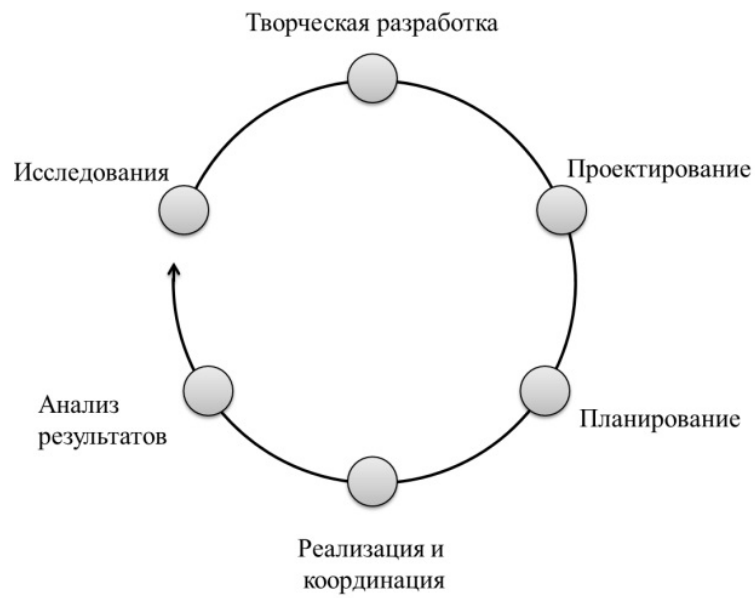 Творческая разработка
Исследования
Проектирование
Анализ
результатов
Планирование
Реализация и
координация